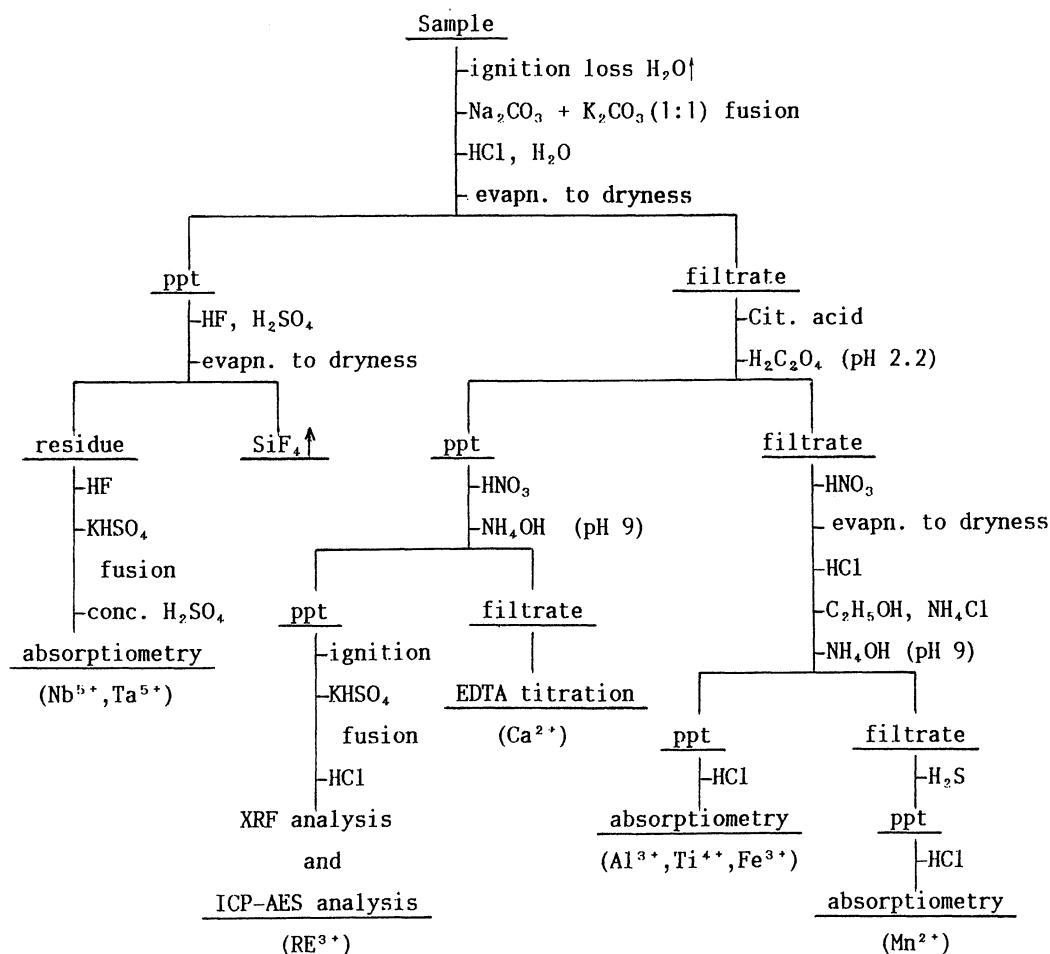 Sample
ignition loss H₂O↑
Na₂CO₃ + K₂CO₃(1:1) fusion
HCl, H₂O
evapn. to dryness
ppt
filtrate
HF, H₂SO₄
evapn. to dryness
Cit. acid
H₂C₂O₄ (pH 2.2)
residue
SiF₄↑
ppt
filtrate
HF
KHSO₄
fusion
conc. H₂SO₄
absorptiometry
(Nb⁵⁺,Ta⁵⁺)
HNO₃
NH₄OH (pH 9)
ppt
filtrate
ignition
KHSO₄
fusion
HCl
XRF analysis
and
ICP-AES analysis
(RE³⁺)
EDTA titration
(Ca²⁺)
HNO₃
evapn. to dryness
HCl
C₂H₅OH, NH₄Cl
NH₄OH (pH 9)
ppt
filtrate
HCl
absorptiometry
(Al³⁺,Ti⁴⁺,Fe³⁺)
H₂S
ppt
HCl
absorptiometry
(Mn²⁺)